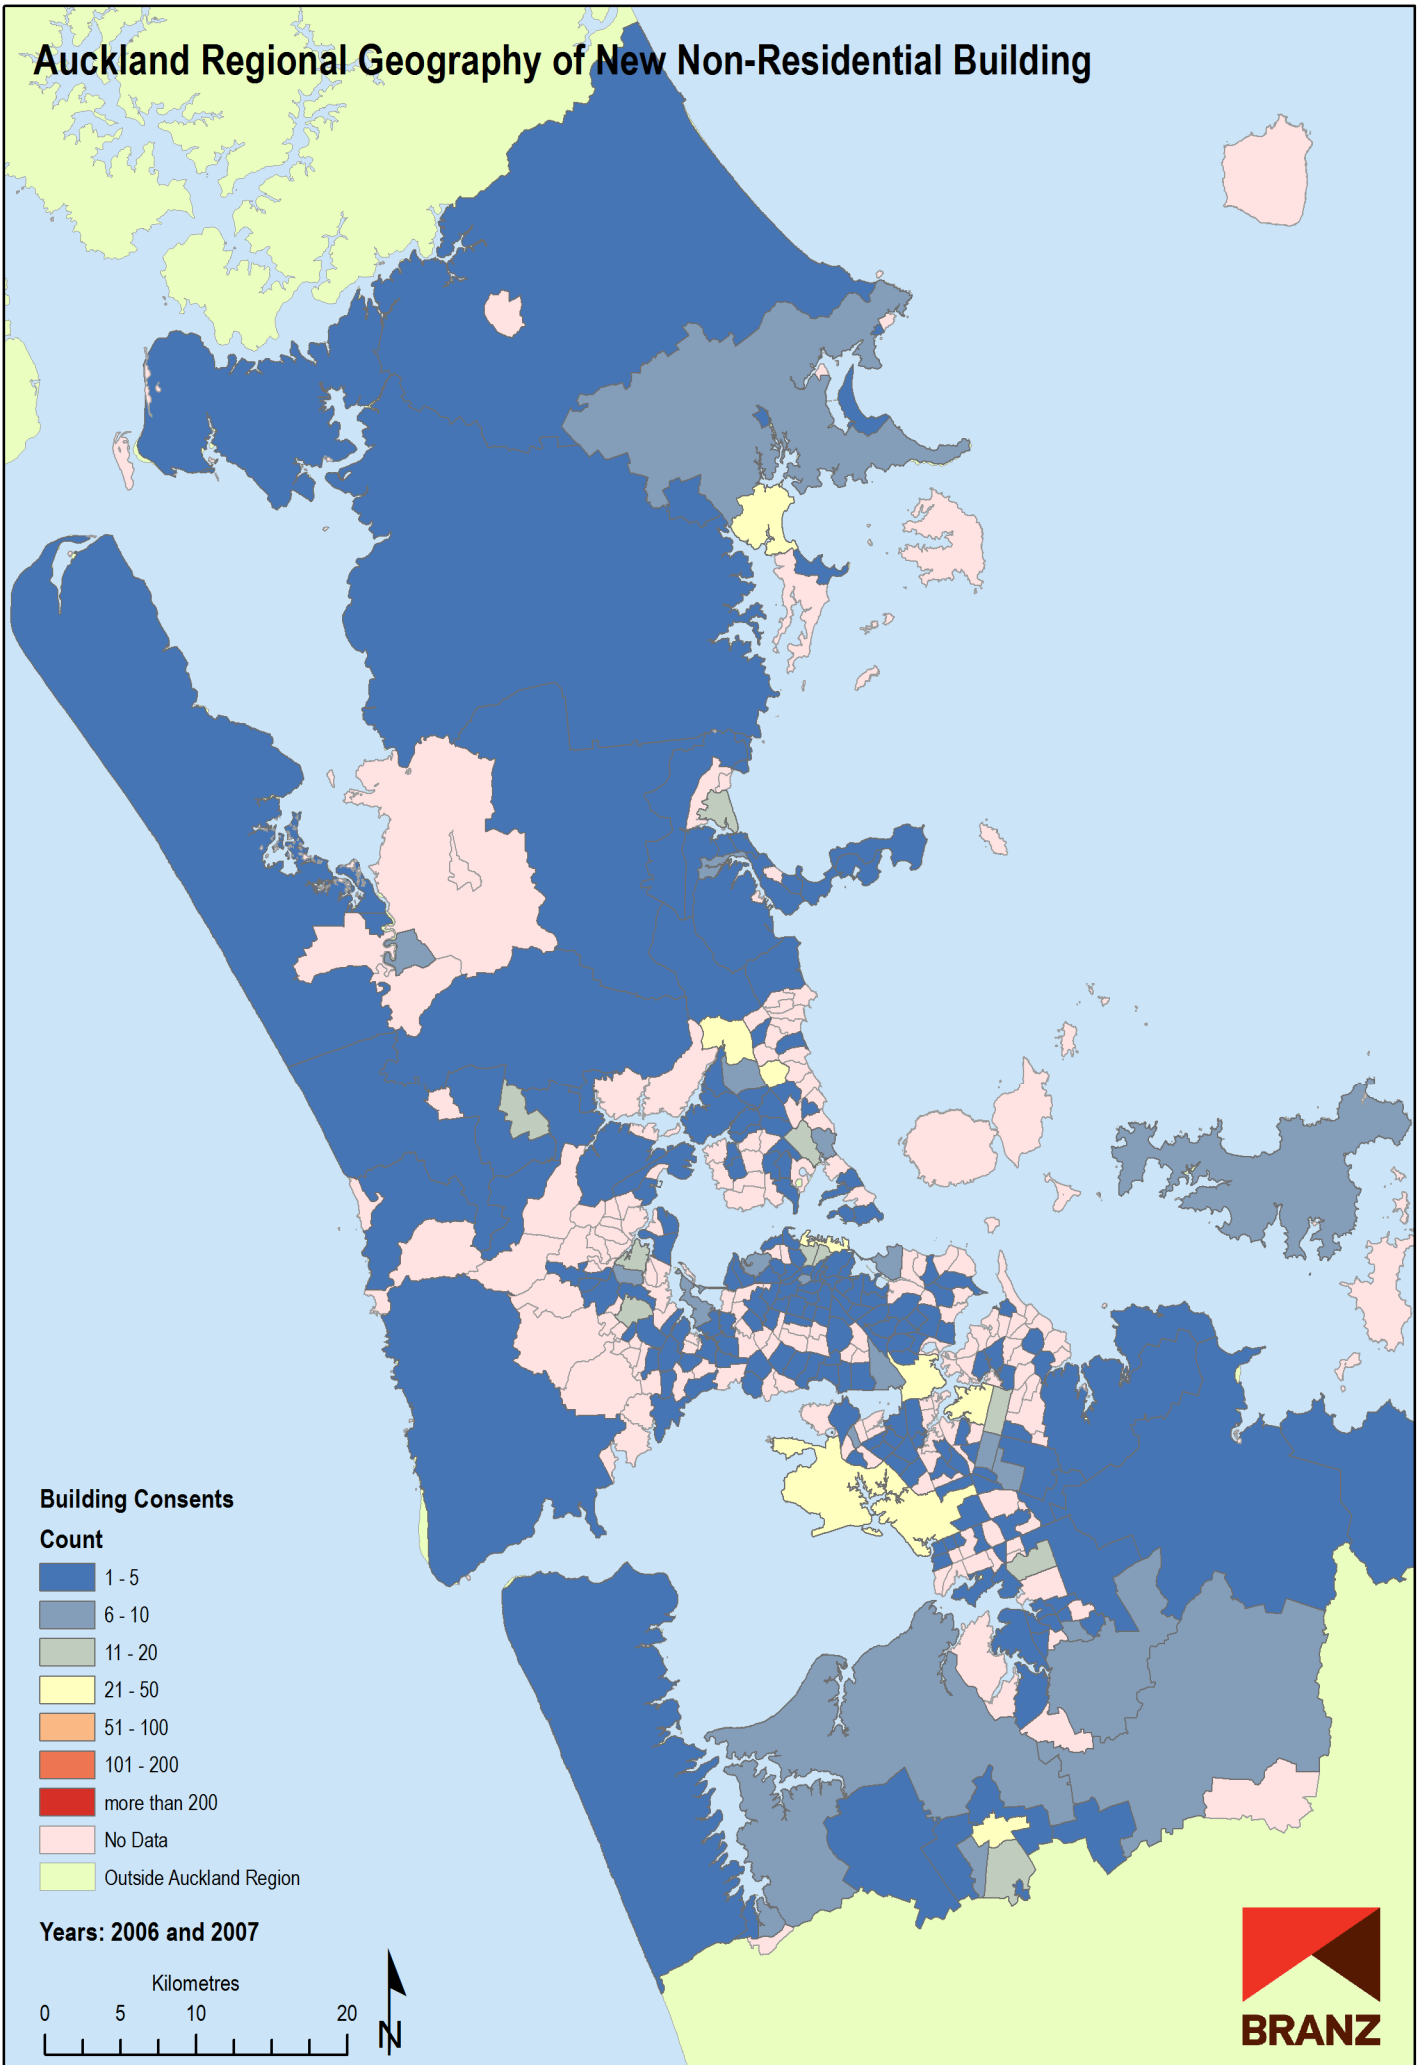 Auckland Regional Geography of New Non-Residential Building
Building Consents
Count
1 - 5
6 - 10
11 - 20
21 - 50
51 - 100
101 - 200
more than 200
No Data
Outside Auckland Region
Years: 2006 and 2007
Kilometres
0 5 10 20
N
BRANZ